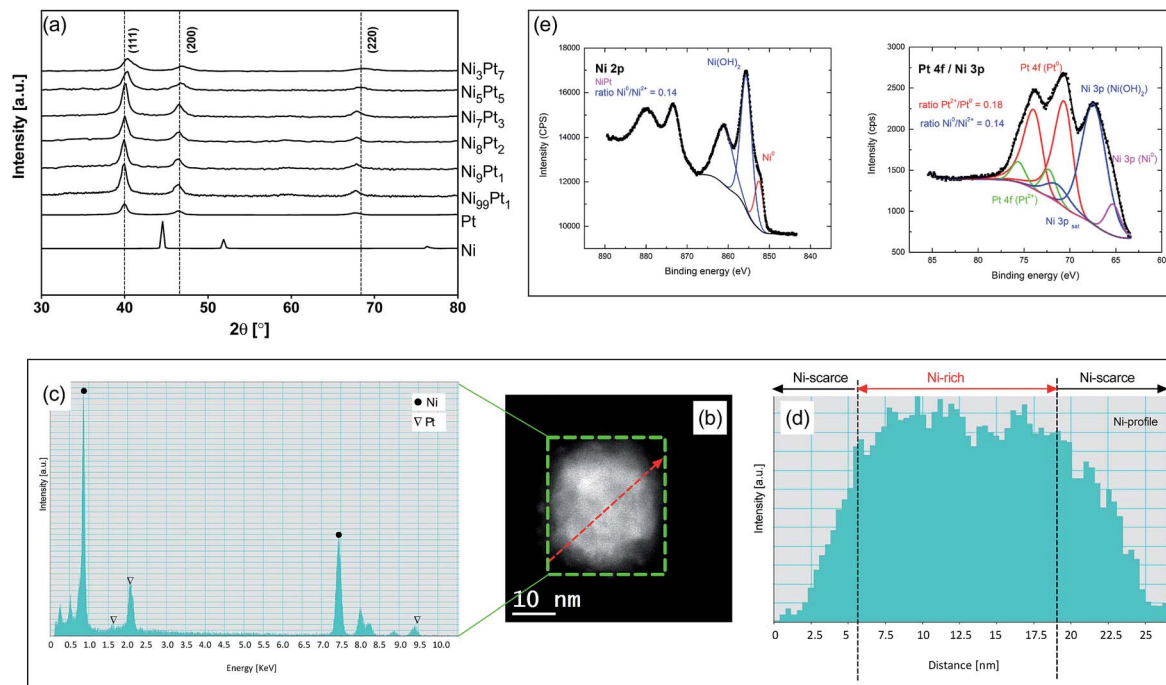 (a)
(111)
(200)
(220)
Ni₃Pt₇
Ni₅Pt₅
Ni₇Pt₃
Ni₈Pt₂
Ni₉Pt₁
Ni₉₉Pt₁
Pt
Ni
Intensity [a.u.]
30 40 50 60 70 80
2θ [°]
(e)
Ni 2p
NiPt
ratio Ni⁰/Ni²⁺ = 0.14
Ni(OH)₂
Ni⁰
Intensity (CPS)
18000
16000
14000
12000
10000
890 880 870 860 850 840
Binding energy (eV)
Pt 4f / Ni 3p
Pt 4f (Pt⁰)
Ni 3p (Ni(OH)₂)
ratio Pt²⁺/Pt⁰ = 0.18
ratio Ni⁰/Ni²⁺ = 0.14
Ni 3p (Ni⁰)
Pt 4f (Pt²⁺)
Ni 3p sat
Intensity (cps)
3000
2500
2000
1500
1000
500
85 80 75 70 65 60
Binding energy (eV)
(c)
Ni
Pt
Intensity [a.u.]
0 0.5 1.0 1.5 2.0 2.5 3.0 3.5 4.0 4.5 5.0 5.5 6.0 6.5 7.0 7.5 8.0 8.5 9.0 9.5 10.0
Energy [KeV]
(b)
10 nm
Ni-scarce
Ni-rich
Ni-scarce
(d)
Ni-profile
Intensity [a.u.]
0 2.5 5 7.5 10 12.5 15 17.5 20 22.5 25
Distance [nm]